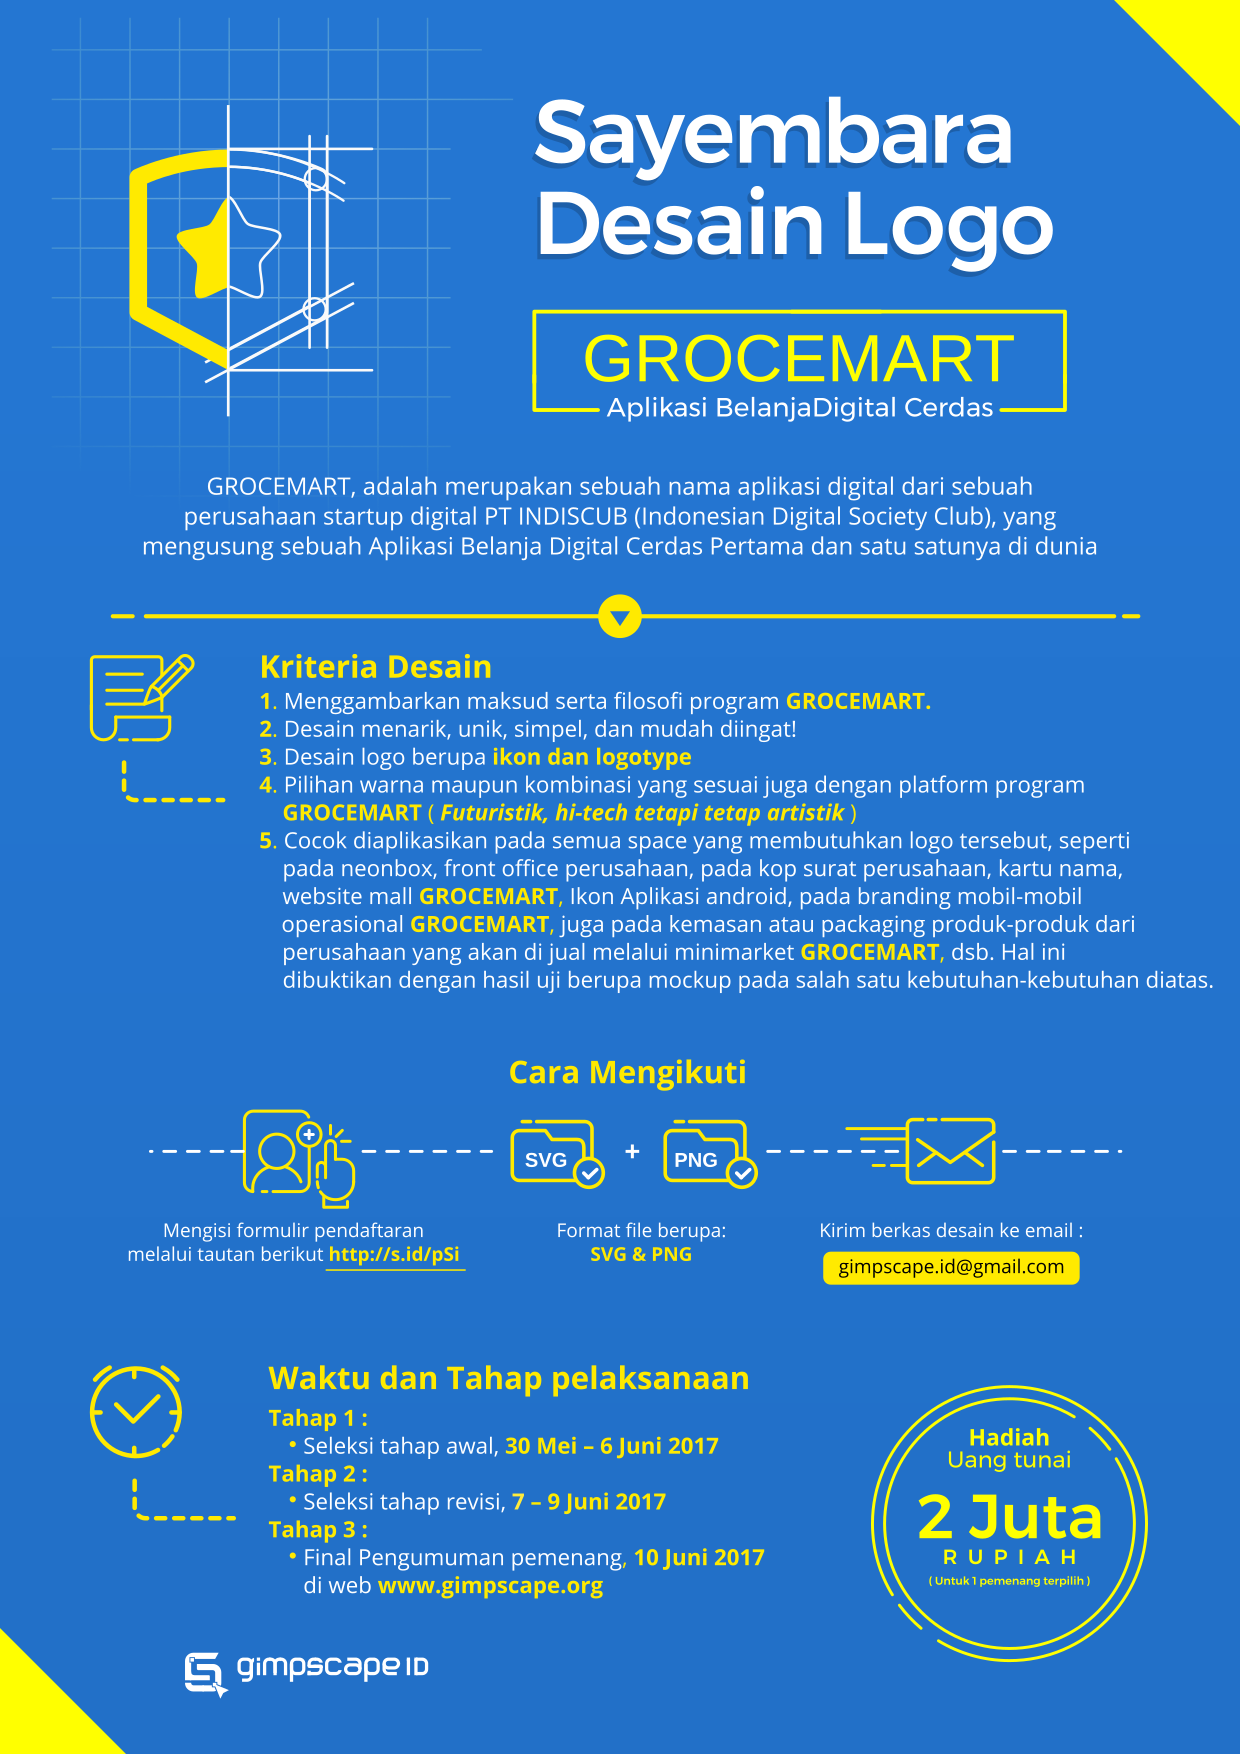 Sayembara
Desain Logo
GROCEMART
Aplikasi BelanjaDigital Cerdas
GROCEMART, adalah merupakan sebuah nama aplikasi digital dari sebuah
perusahaan startup digital PT INDISCUB (Indonesian Digital Society Club), yang
mengusung sebuah Aplikasi Belanja Digital Cerdas Pertama dan satu satunya di dunia
Kriteria Desain
1. Menggambarkan maksud serta filosofi program GROCEMART.
2. Desain menarik, unik, simpel, dan mudah diingat!
3. Desain logo berupa ikon dan logotype
4. Pilihan warna maupun kombinasi yang sesuai juga dengan platform program
GROCEMART ( Futuristik, hi-tech tetapi tetap artistik )
5. Cocok diaplikasikan pada semua space yang membutuhkan logo tersebut, seperti
pada neonbox, front office perusahaan, pada kop surat perusahaan, kartu nama,
website mall GROCEMART, Ikon Aplikasi android, pada branding mobil-mobil
operasional GROCEMART, juga pada kemasan atau packaging produk-produk dari
perusahaan yang akan di jual melalui minimarket GROCEMART, dsb. Hal ini
dibuktikan dengan hasil uji berupa mockup pada salah satu kebutuhan-kebutuhan diatas.
Cara Mengikuti
SVG + PNG
Mengisi formulir pendaftaran
melalui tautan berikut http://s.id/pSi
Format file berupa:
SVG & PNG
Kirim berkas desain ke email :
gimpscape.id@gmail.com
Waktu dan Tahap pelaksanaan
Tahap 1 :
• Seleksi tahap awal, 30 Mei – 6 Juni 2017
Tahap 2 :
• Seleksi tahap revisi, 7 – 9 Juni 2017
Tahap 3 :
• Final Pengumuman pemenang, 10 Juni 2017
di web www.gimpscape.org
Hadiah
Uang tunai
2 Juta
RUPIAH
( Untuk 1 pemenang terpilih )
gimpscape ID